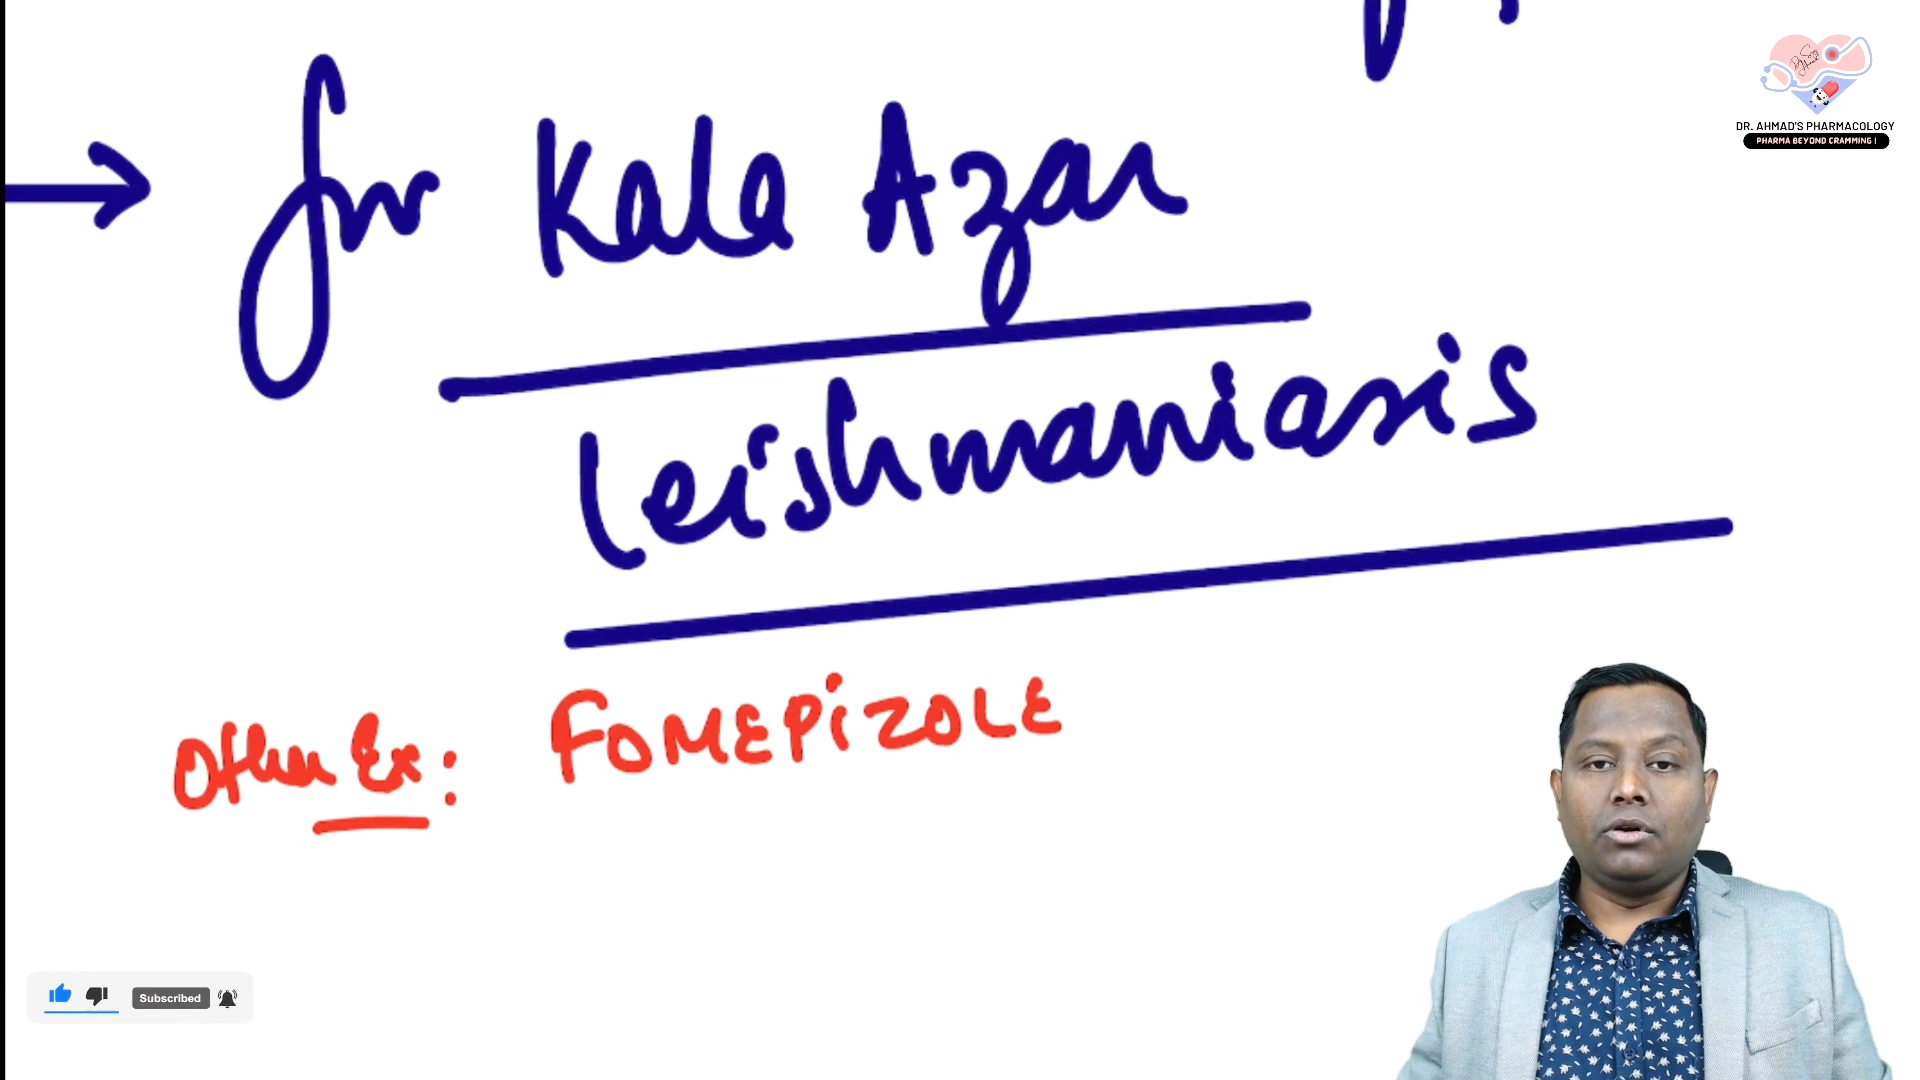 DR. AHMAD'S PHARMACOLOGY
PHARMA BEYOND CRAMMING !
→ for Kala Azar
Leishmaniasis
Other Ex: FOMEPIZOLE
Subscribed